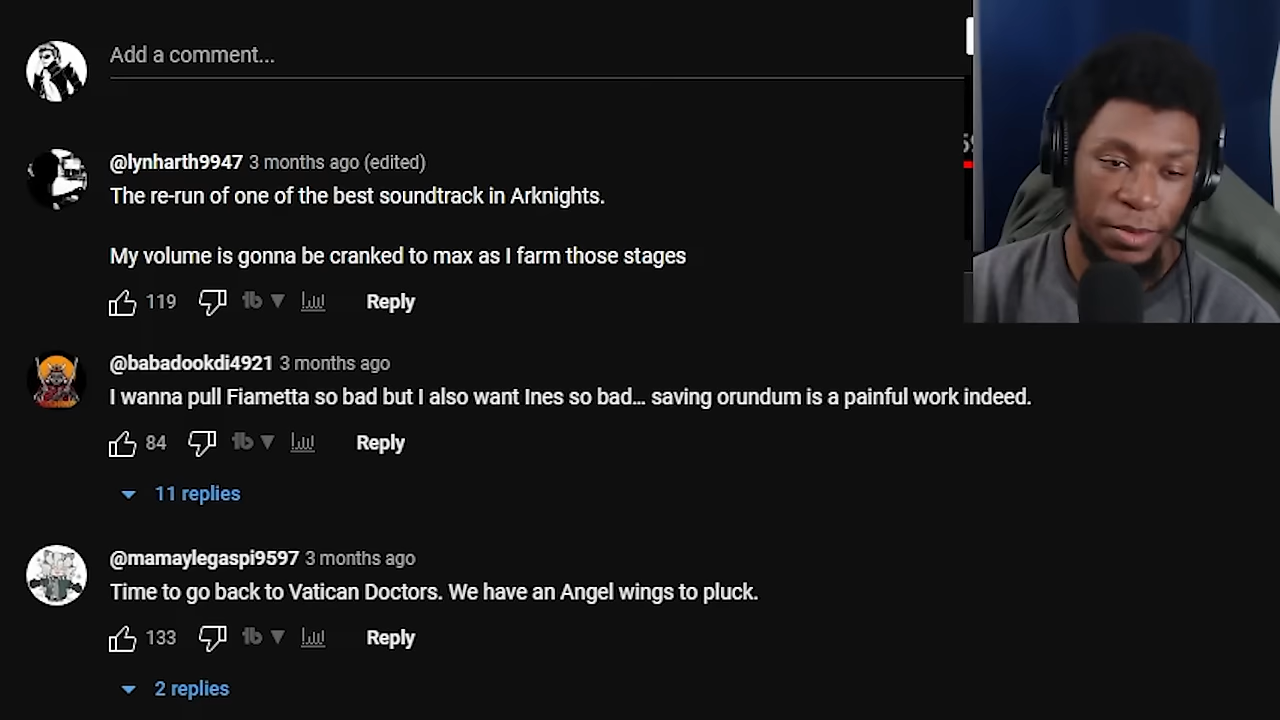 Add a comment...
@lynharth9947 3 months ago (edited)
The re-run of one of the best soundtrack in Arknights.
My volume is gonna be cranked to max as I farm those stages
119 Reply
@babadookdi4921 3 months ago
I wanna pull Fiametta so bad but I also want Ines so bad... saving orundum is a painful work indeed.
84 Reply
11 replies
@mamaylegaspi9597 3 months ago
Time to go back to Vatican Doctors. We have an Angel wings to pluck.
133 Reply
2 replies